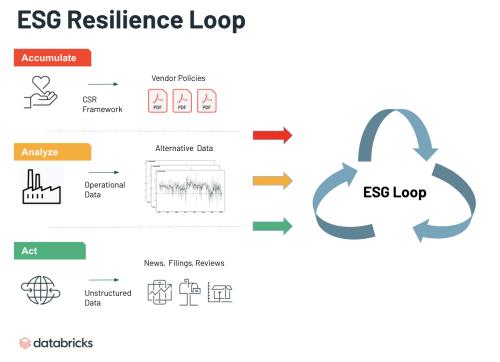 ESG Resilience Loop
Accumulate
CSR
Framework
Vendor Policies
PDF PDF PDF
Analyze
Operational
Data
Alternative Data
Act
Unstructured
Data
News, Filings, Reviews
ESG Loop
databricks